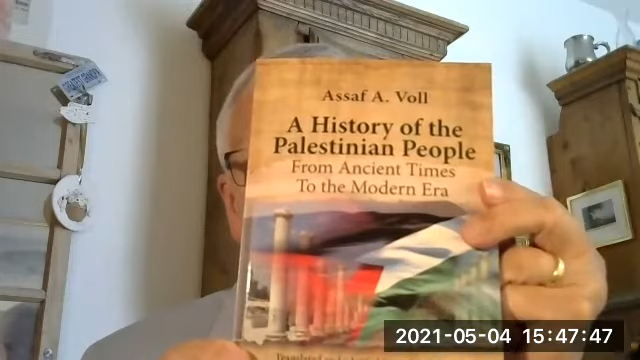 Assaf A. Voll
A History of the
Palestinian People
From Ancient Times
To the Modern Era
2021-05-04 15:47:47